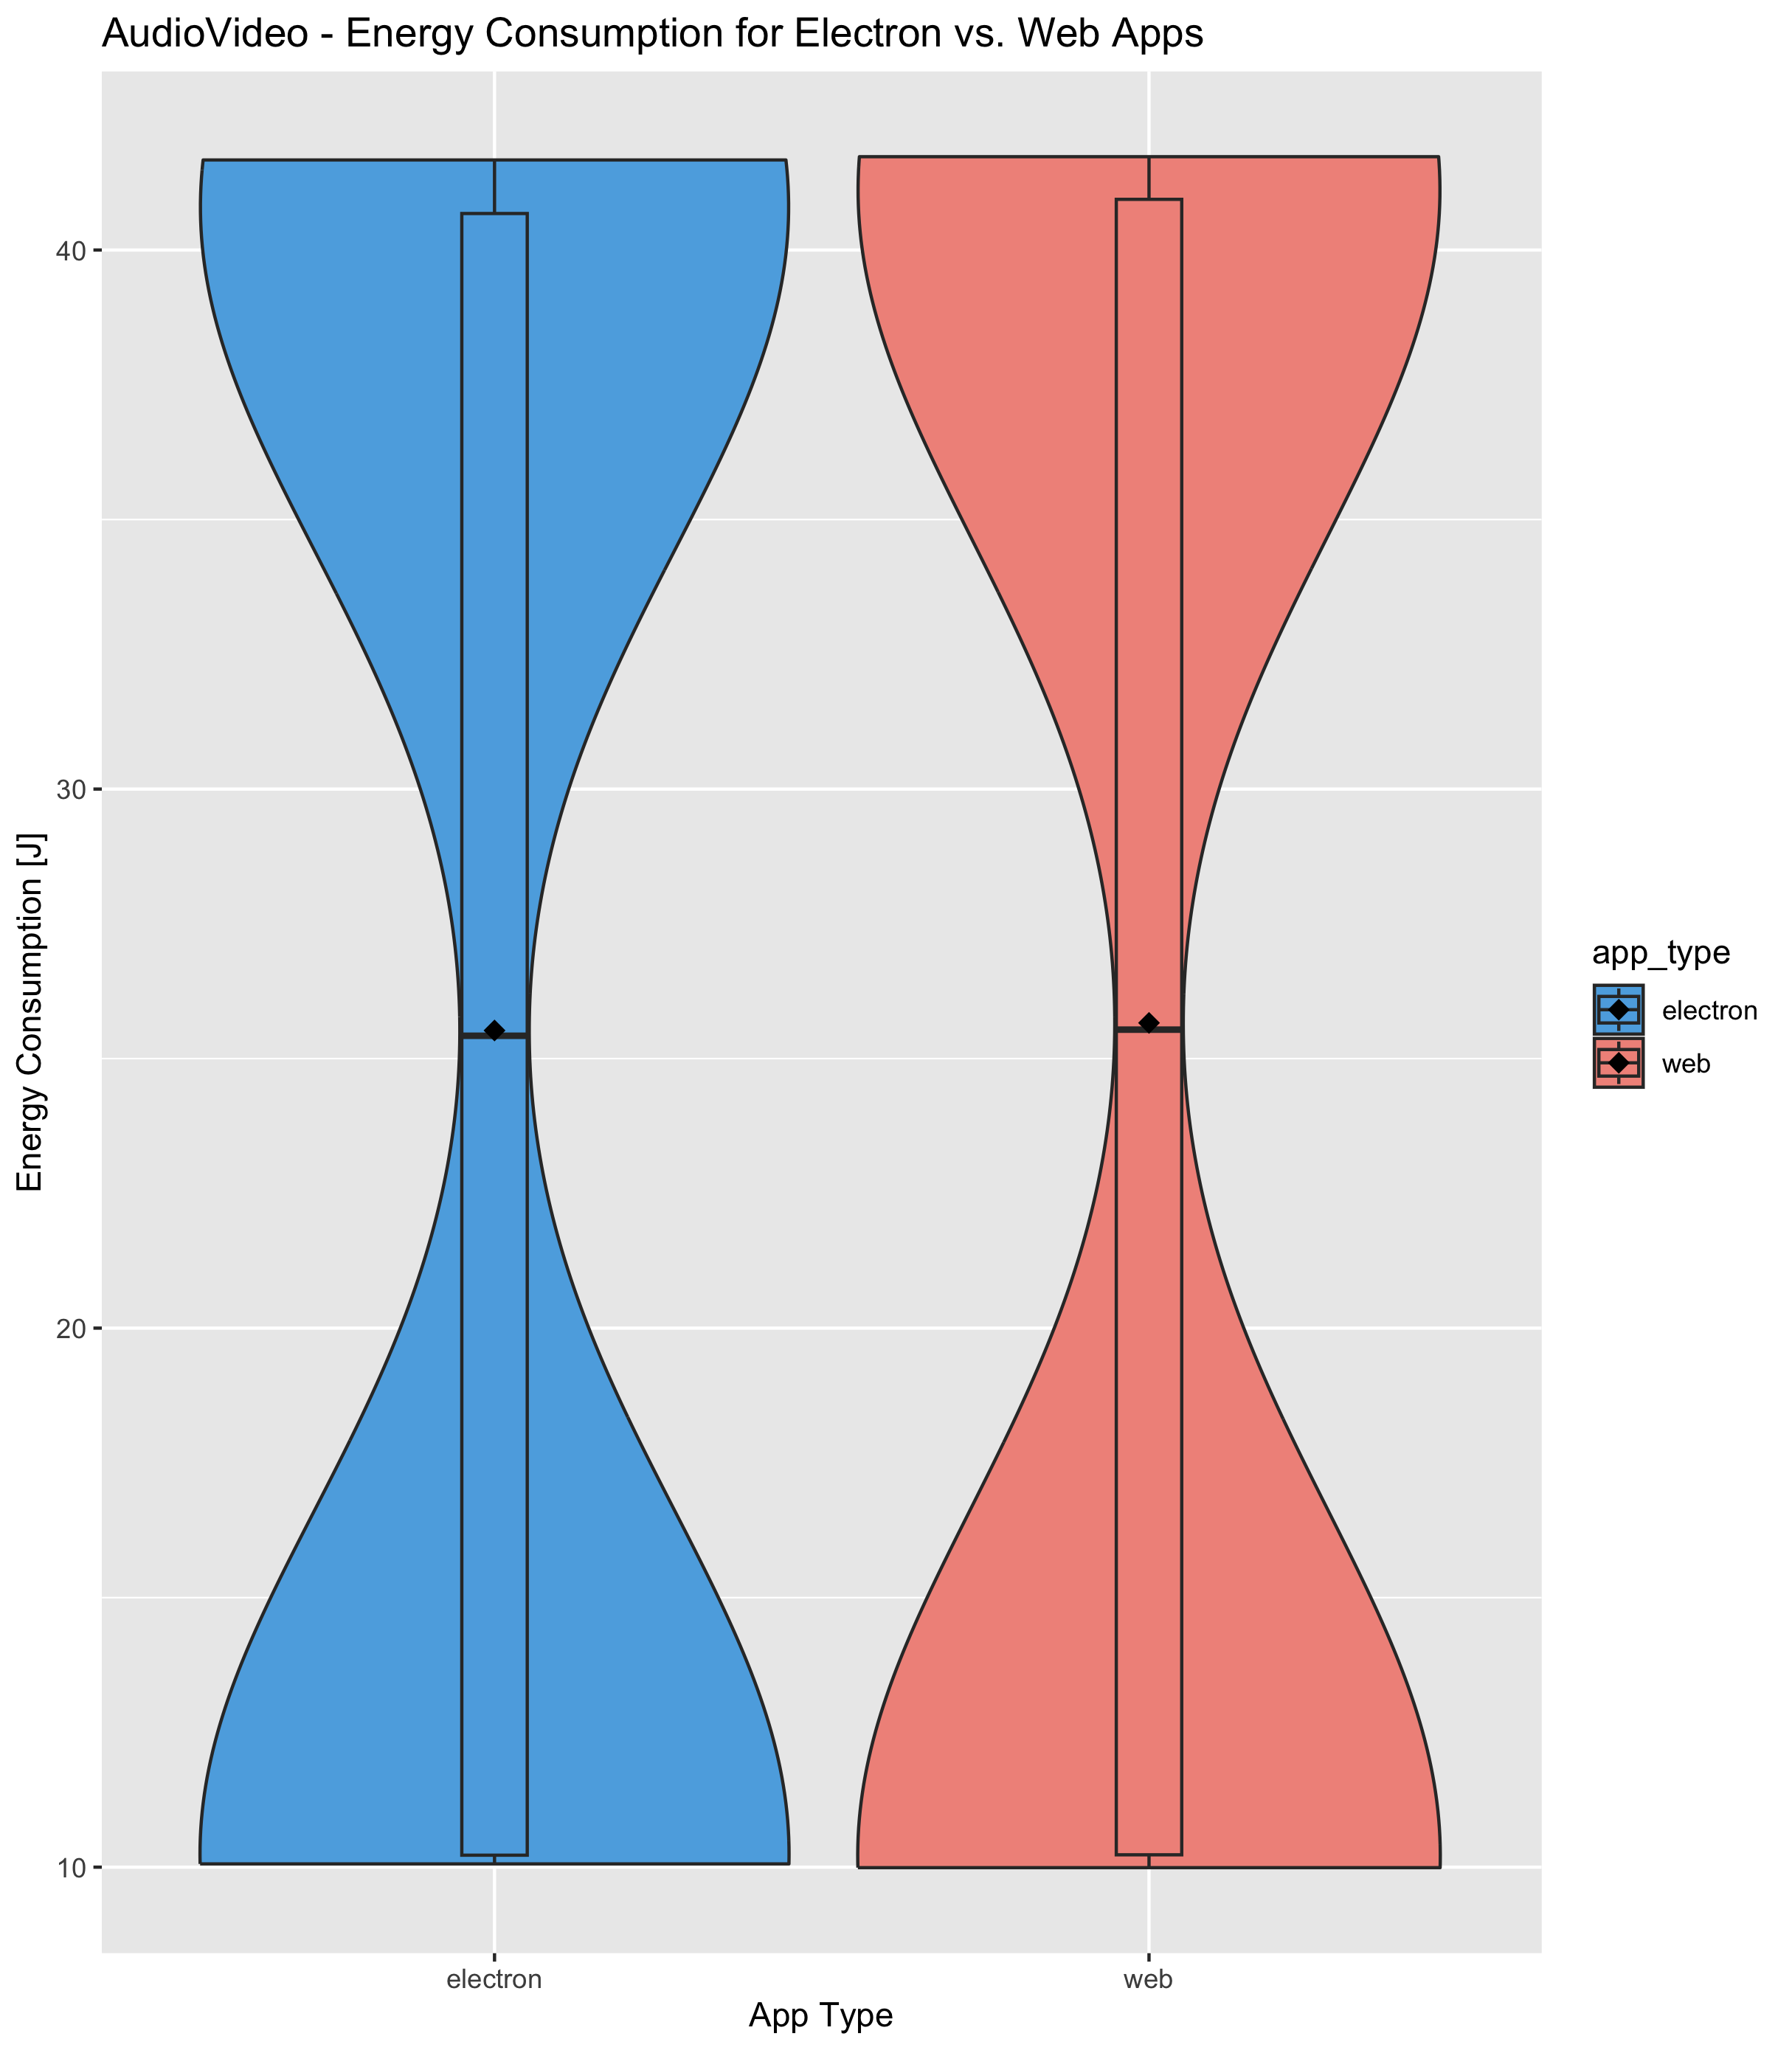 AudioVideo - Energy Consumption for Electron vs. Web Apps
Energy Consumption [J]
40
30
20
10
electron
web
App Type
app_type
electron
web